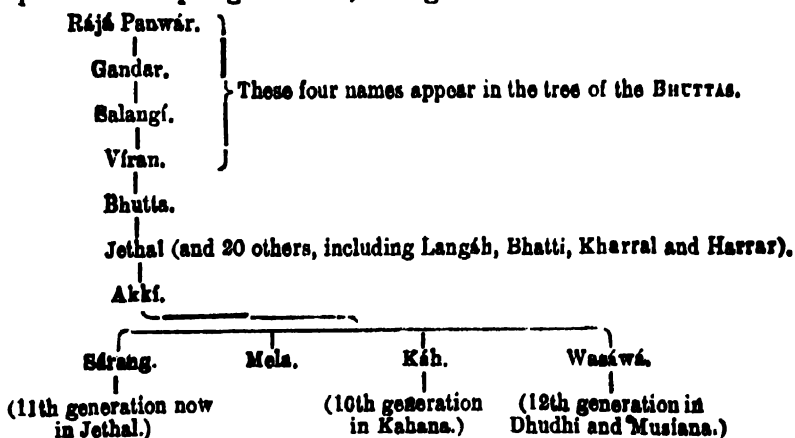 Rájá Panwár.
Gandar.
These four names appear in the tree of the BHUTTAS.
Salangí.
Víran.
Bhutta.
Jethal (and 20 others, including Langáh, Bhatti, Kharral and Harrar).
Akkí.
Sárang. Mela. Káh. Wasáwá.
(11th generation now (10th generation (12th generation in
in Jethal.) in Kahana.) Dhudhi and Musiana.)